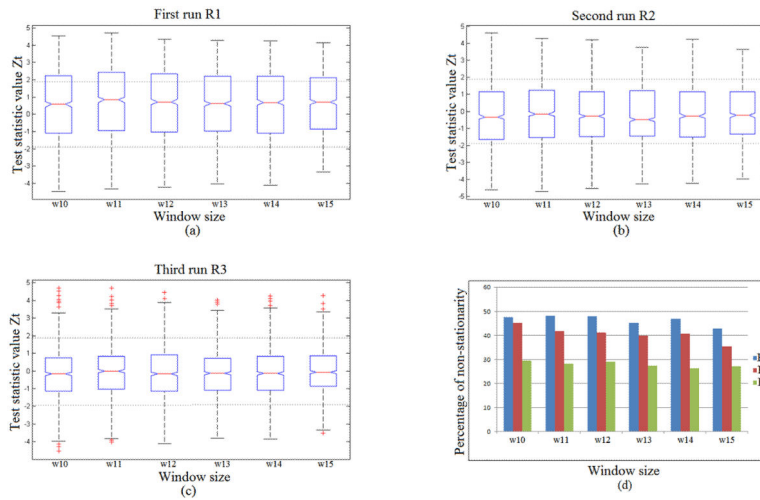 First run R1
Test statistic value Zt
5
4
3
2
1
0
-1
-2
-3
-4
w10 w11 w12 w13 w14 w15
Window size
(a)
Second run R2
Test statistic value Zt
5
4
3
2
1
0
-1
-2
-3
-4
-5
w10 w11 w12 w13 w14 w15
Window size
(b)
Third run R3
Test statistic value Zt
5
4
3
2
1
0
-1
-2
-3
-4
w10 w11 w12 w13 w14 w15
Window size
(c)
Percentage of non-stationarity
60
50
40
30
20
10
0
w10 w11 w12 w13 w14 w15
Window size
(d)